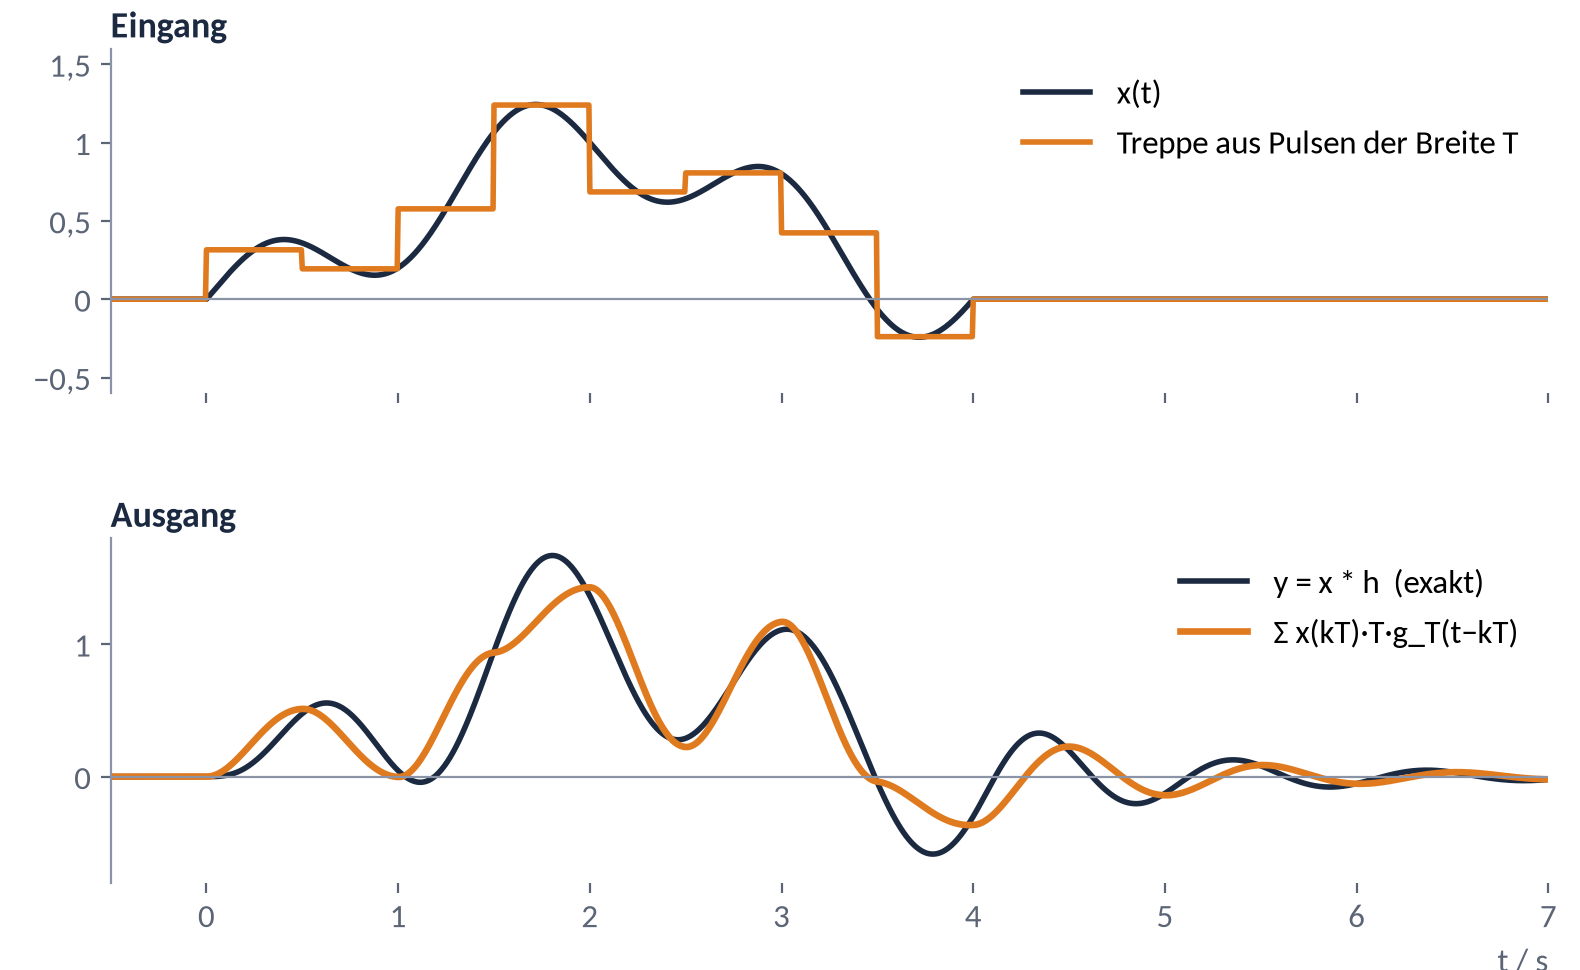 Eingang
1,5
1
0,5
0
−0,5
x(t)
Treppe aus Pulsen der Breite T
Ausgang
1
0
y = x * h (exakt)
Σ x(kT)·T·g_T(t−kT)
0 1 2 3 4 5 6 7
t / s